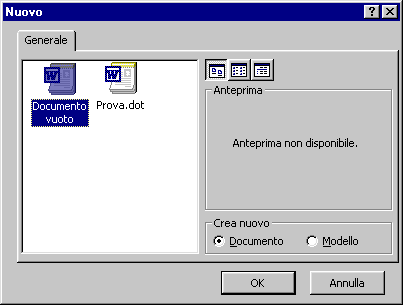 Nuovo
Generale
Documento
vuoto
Prova.dot
Anteprima
Anteprima non disponibile.
Crea nuovo
Documento
Modello
OK
Annulla